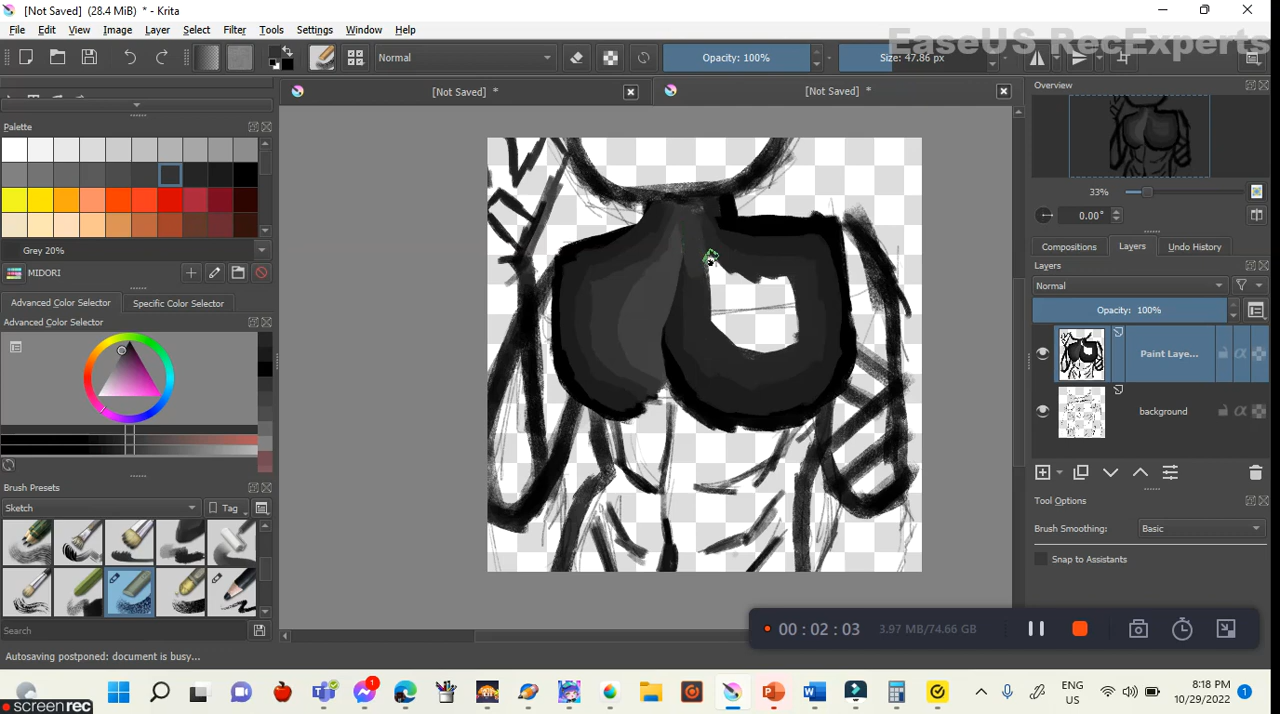 [Not Saved] (28.4 MiB) * - Krita
File Edit View Image Layer Select Filter Tools Settings Window Help
EaseUS RecExperts
Normal Opacity: 100% Size: 47.86 px
[Not Saved] * [Not Saved] *
Overview
33%
0.00°
Palette
Grey 20%
MIDORI
Advanced Color Selector Specific Color Selector
Advanced Color Selector
Compositions Layers Undo History
Layers
Normal
Opacity: 100%
Paint Laye...
background
Brush Presets
Sketch Tag
Search
Tool Options
Brush Smoothing: Basic
Snap to Assistants
00:02:03 3.97 MB/74.66 GB
Autosaving postponed: document is busy...
1
ENG
US
8:18 PM
10/29/2022
1
screen rec